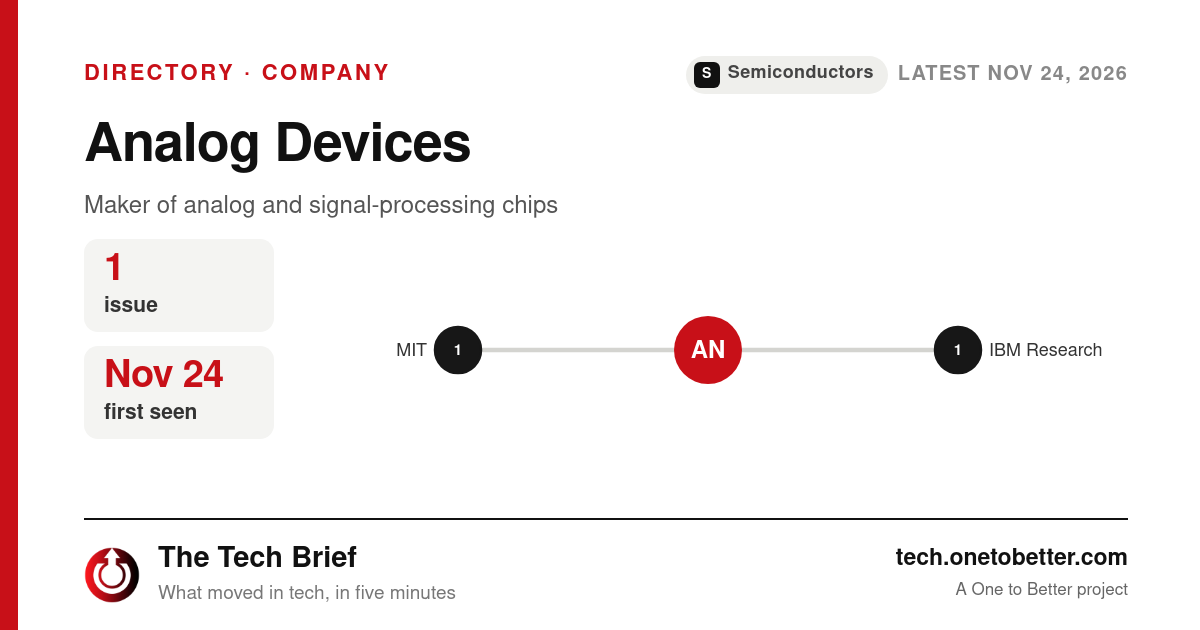 DIRECTORY · COMPANY
S Semiconductors LATEST NOV 24, 2026
Analog Devices
Maker of analog and signal-processing chips
1
issue
Nov 24
first seen
MIT 1 AN 1 IBM Research
The Tech Brief
What moved in tech, in five minutes
tech.onetobetter.com
A One to Better project